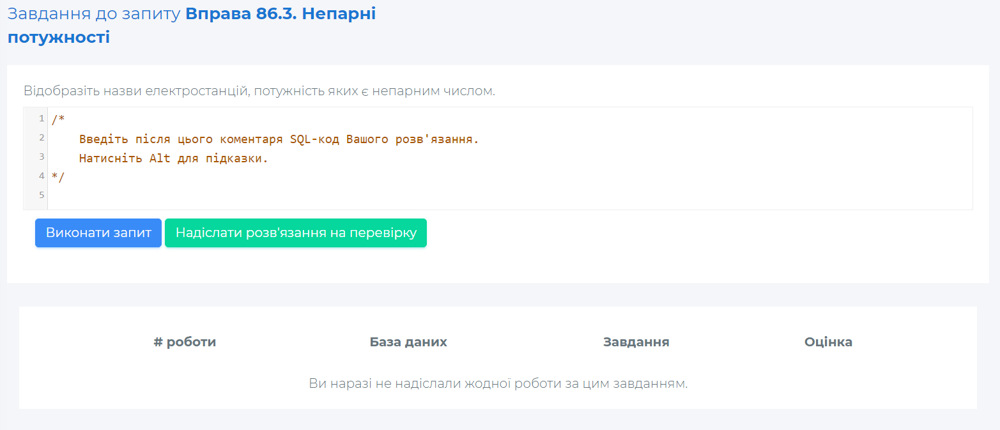 Завдання до запиту Вправа 86.3. Непарні
потужності
Відобразіть назви електростанцій, потужність яких є непарним числом.
1 /*
2 Введіть після цього коментаря SQL-код Вашого розв'язання.
3 Натисніть Alt для підказки.
4 */
5
Виконати запит Надіслати розв'язання на перевірку
# роботи База даних Завдання Оцінка
Ви наразі не надіслали жодної роботи за цим завданням.